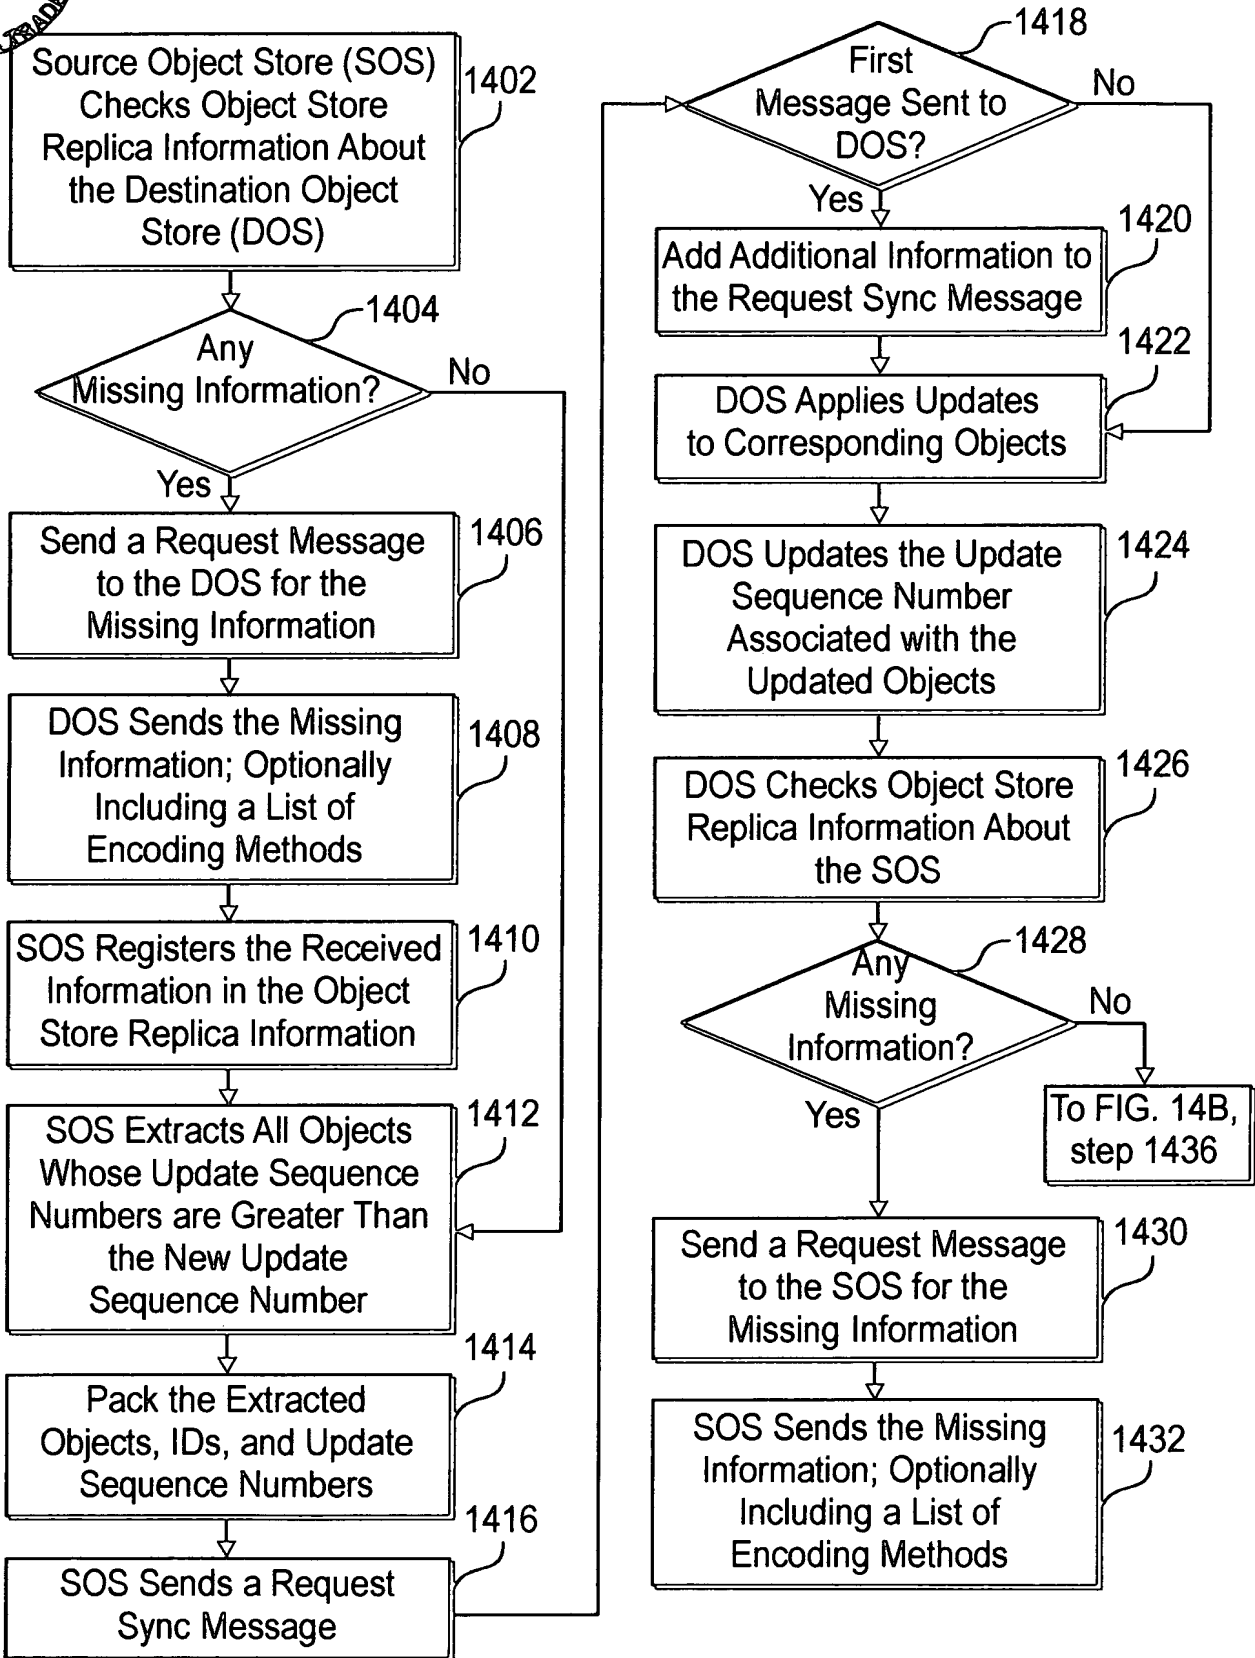 TRADE
Source Object Store (SOS)
Checks Object Store
Replica Information About
the Destination Object
Store (DOS)
1402
1404
Any
Missing Information?
No
Yes
Send a Request Message
to the DOS for the
Missing Information
1406
DOS Sends the Missing
Information; Optionally
Including a List of
Encoding Methods
1408
SOS Registers the Received
Information in the Object
Store Replica Information
1410
SOS Extracts All Objects
Whose Update Sequence
Numbers are Greater Than
the New Update
Sequence Number
1412
Pack the Extracted
Objects, IDs, and Update
Sequence Numbers
1414
SOS Sends a Request
Sync Message
1416
1418
First
Message Sent to
DOS?
No
Yes
Add Additional Information to
the Request Sync Message
1420
DOS Applies Updates
to Corresponding Objects
1422
DOS Updates the Update
Sequence Number
Associated with the
Updated Objects
1424
DOS Checks Object Store
Replica Information About
the SOS
1426
1428
Any
Missing
Information?
No
Yes
To FIG. 14B,
step 1436
Send a Request Message
to the SOS for the
Missing Information
1430
SOS Sends the Missing
Information; Optionally
Including a List of
Encoding Methods
1432